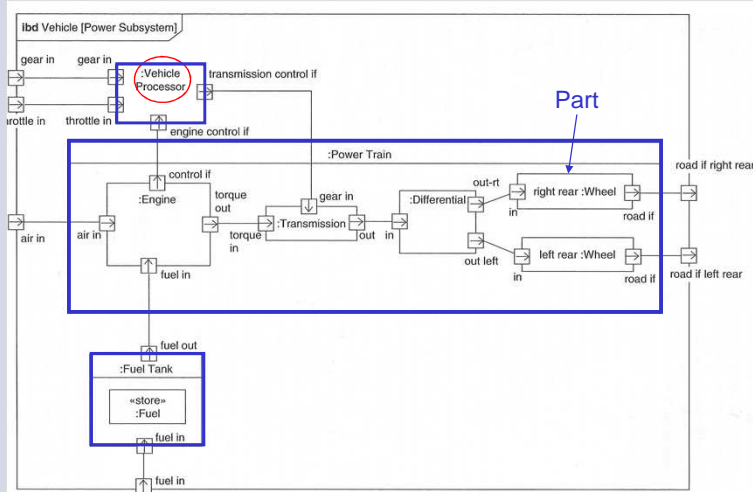 ibd Vehicle [Power Subsystem]
gear in
gear in
:Vehicle
Processor
transmission control if
throttle in
throttle in
engine control if
Part
:Power Train
road if right rear
control if
:Engine
torque
out
gear in
:Transmission
:Differential
out-rt
right rear :Wheel
in
road if
air in
air in
torque
in
out
in
out left
left rear :Wheel
in
road if
road if left rear
fuel in
fuel out
:Fuel Tank
«store»
:Fuel
fuel in
fuel in